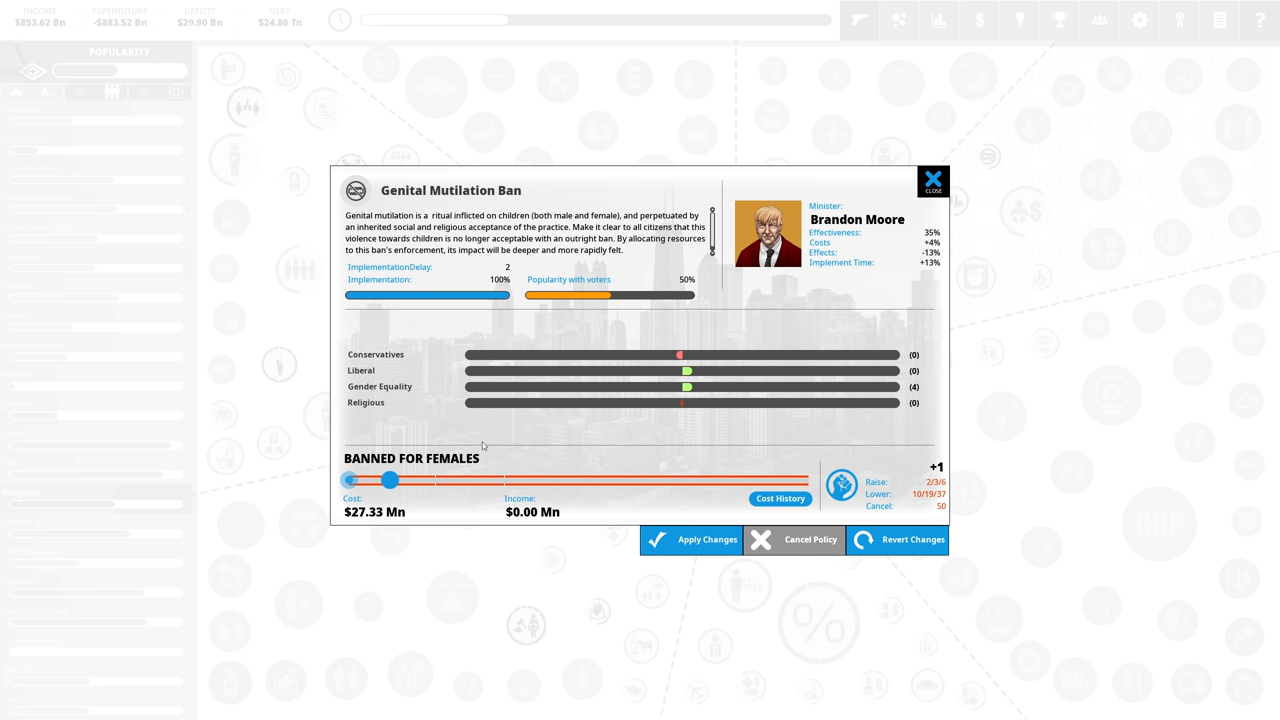 INCOME
$853.62 Bn
EXPENDITURE
-$883.52 Bn
DEFICIT
$29.90 Bn
DEBT
$24.86 Tn
POPULARITY
Genital Mutilation Ban
Genital mutilation is a ritual inflicted on children (both male and female), and perpetuated by
an inherited social and religious acceptance of the practice. Make it clear to all citizens that this
violence towards children is no longer acceptable with an outright ban. By allocating resources
to this ban's enforcement, its impact will be deeper and more rapidly felt.
ImplementationDelay: 2
Implementation: 100%
Popularity with voters 50%
CLOSE
Minister:
Brandon Moore
Effectiveness: 35%
Costs +4%
Effects: -13%
Implement Time: +13%
Conservatives (0)
Liberal (0)
Gender Equality (4)
Religious (0)
BANNED FOR FEMALES
Cost:
$27.33 Mn
Income:
$0.00 Mn
Cost History
+1
Raise: 2/3/6
Lower: 10/19/37
Cancel: 50
Apply Changes
Cancel Policy
Revert Changes
Religious
GDP